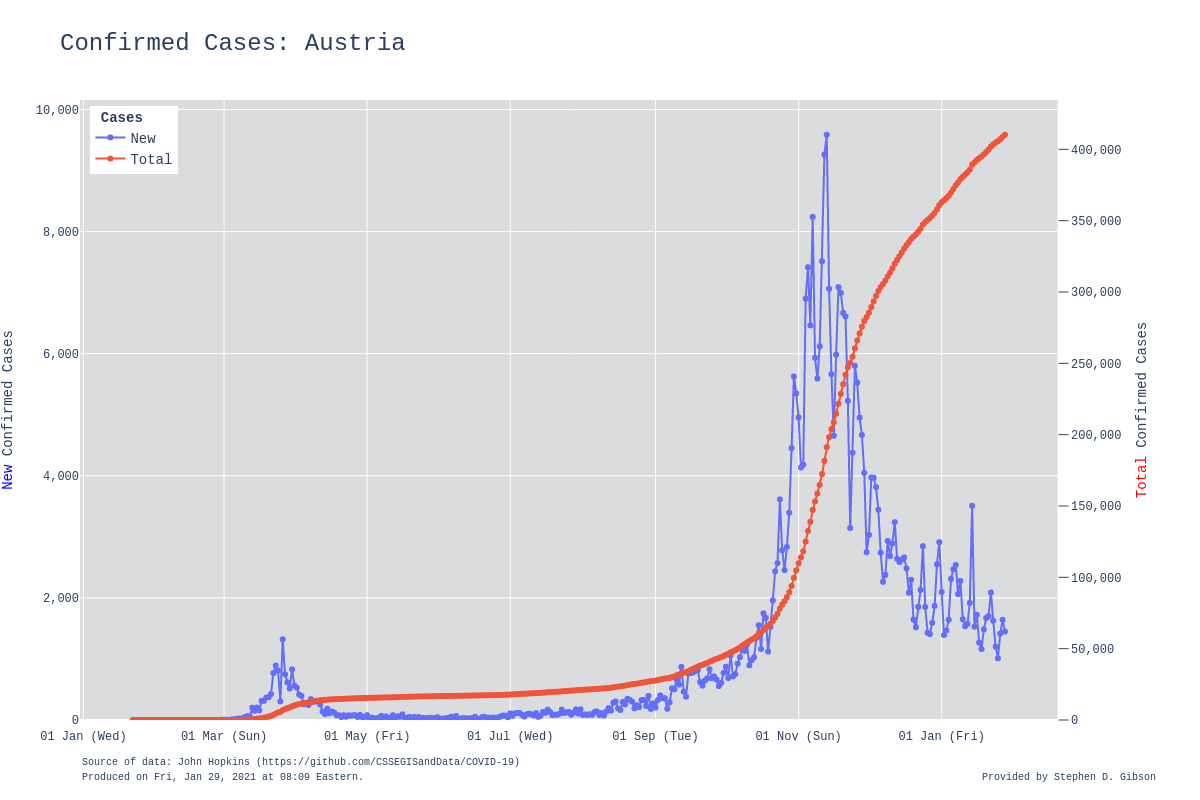 Confirmed Cases: Austria
Cases
New
Total
10,000
8,000
6,000
4,000
2,000
0
New Confirmed Cases
400,000
350,000
300,000
250,000
200,000
150,000
100,000
50,000
0
Total Confirmed Cases
01 Jan (Wed)
01 Mar (Sun)
01 May (Fri)
01 Jul (Wed)
01 Sep (Tue)
01 Nov (Sun)
01 Jan (Fri)
Source of data: John Hopkins (https://github.com/CSSEGISandData/COVID-19)
Produced on Fri, Jan 29, 2021 at 08:09 Eastern.
Provided by Stephen D. Gibson